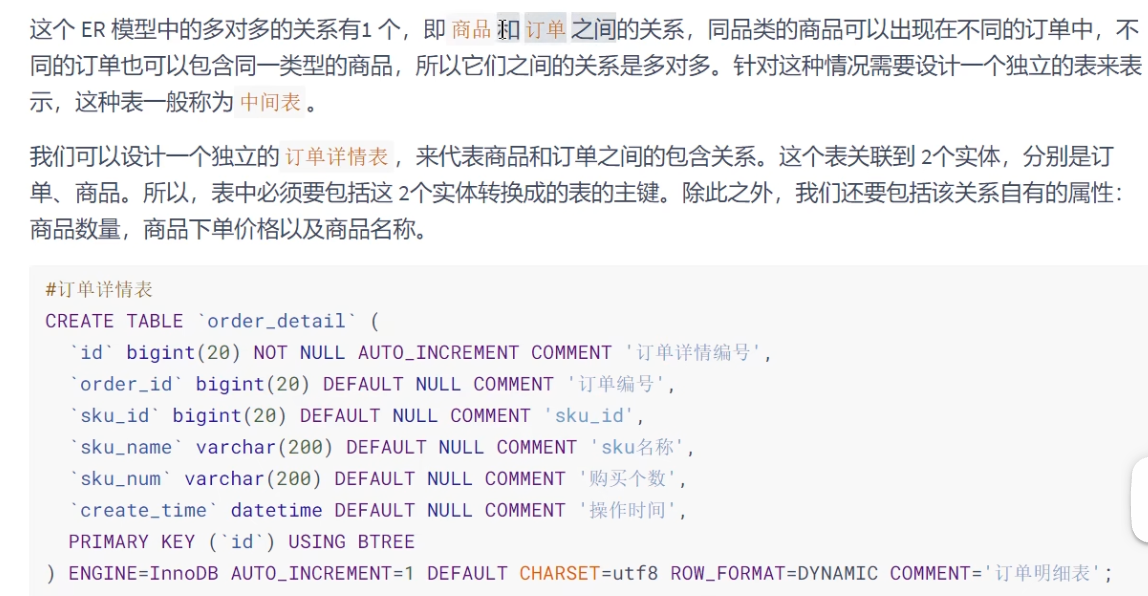 这个 ER 模型中的多对多的关系有1 个，即 商品 和 订单 之间的关系，同品类的商品可以出现在不同的订单中，不
同的订单也可以包含同一类型的商品，所以它们之间的关系是多对多。针对这种情况需要设计一个独立的表来表
示，这种表一般称为 中间表 。
我们可以设计一个独立的 订单详情表 ，来代表商品和订单之间的包含关系。这个表关联到 2个实体，分别是订
单、商品。所以，表中必须要包括这 2个实体转换成的表的主键。除此之外，我们还要包括该关系自有的属性：
商品数量，商品下单价格以及商品名称。
#订单详情表
CREATE TABLE `order_detail` (
  `id` bigint(20) NOT NULL AUTO_INCREMENT COMMENT '订单详情编号',
  `order_id` bigint(20) DEFAULT NULL COMMENT '订单编号',
  `sku_id` bigint(20) DEFAULT NULL COMMENT 'sku_id',
  `sku_name` varchar(200) DEFAULT NULL COMMENT 'sku名称',
  `sku_num` varchar(200) DEFAULT NULL COMMENT '购买个数',
  `create_time` datetime DEFAULT NULL COMMENT '操作时间',
  PRIMARY KEY (`id`) USING BTREE
) ENGINE=InnoDB AUTO_INCREMENT=1 DEFAULT CHARSET=utf8 ROW_FORMAT=DYNAMIC COMMENT='订单明细表';